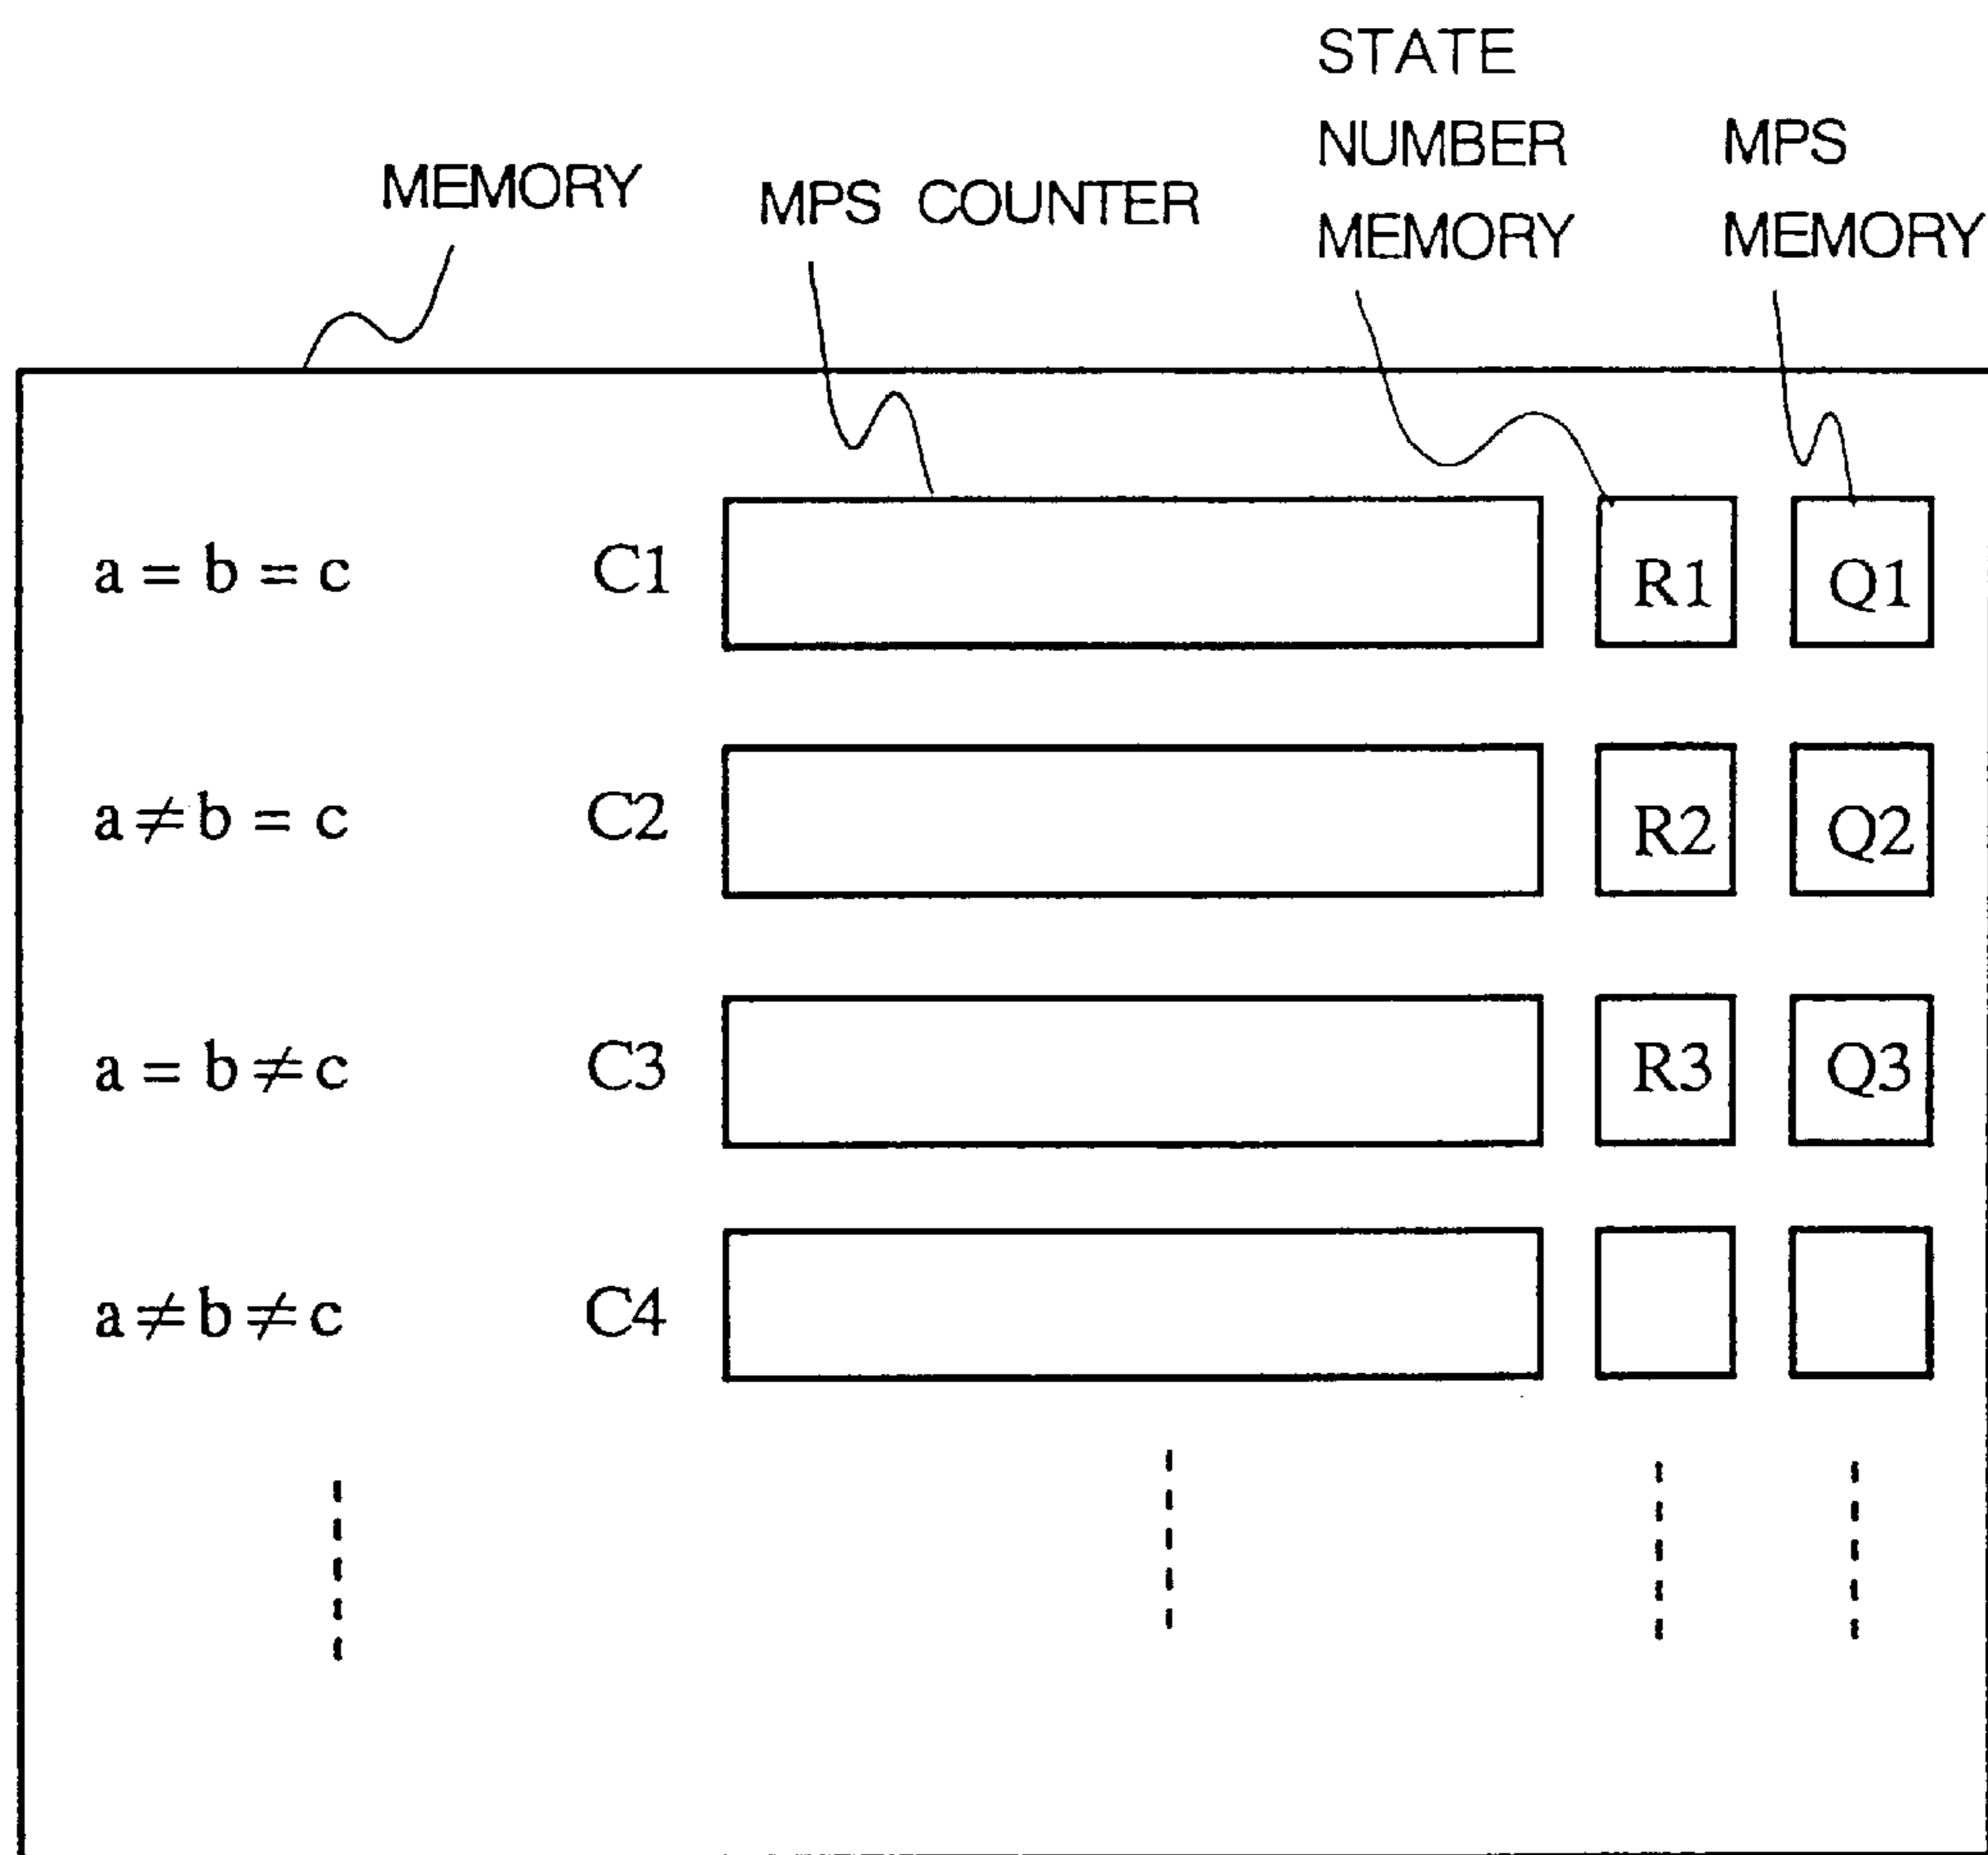 MEMORY
MPS COUNTER
STATE
NUMBER
MEMORY
MPS
MEMORY
a = b = c C1 R1 Q1
a ≠ b = c C2 R2 Q2
a = b ≠ c C3 R3 Q3
a ≠ b ≠ c C4